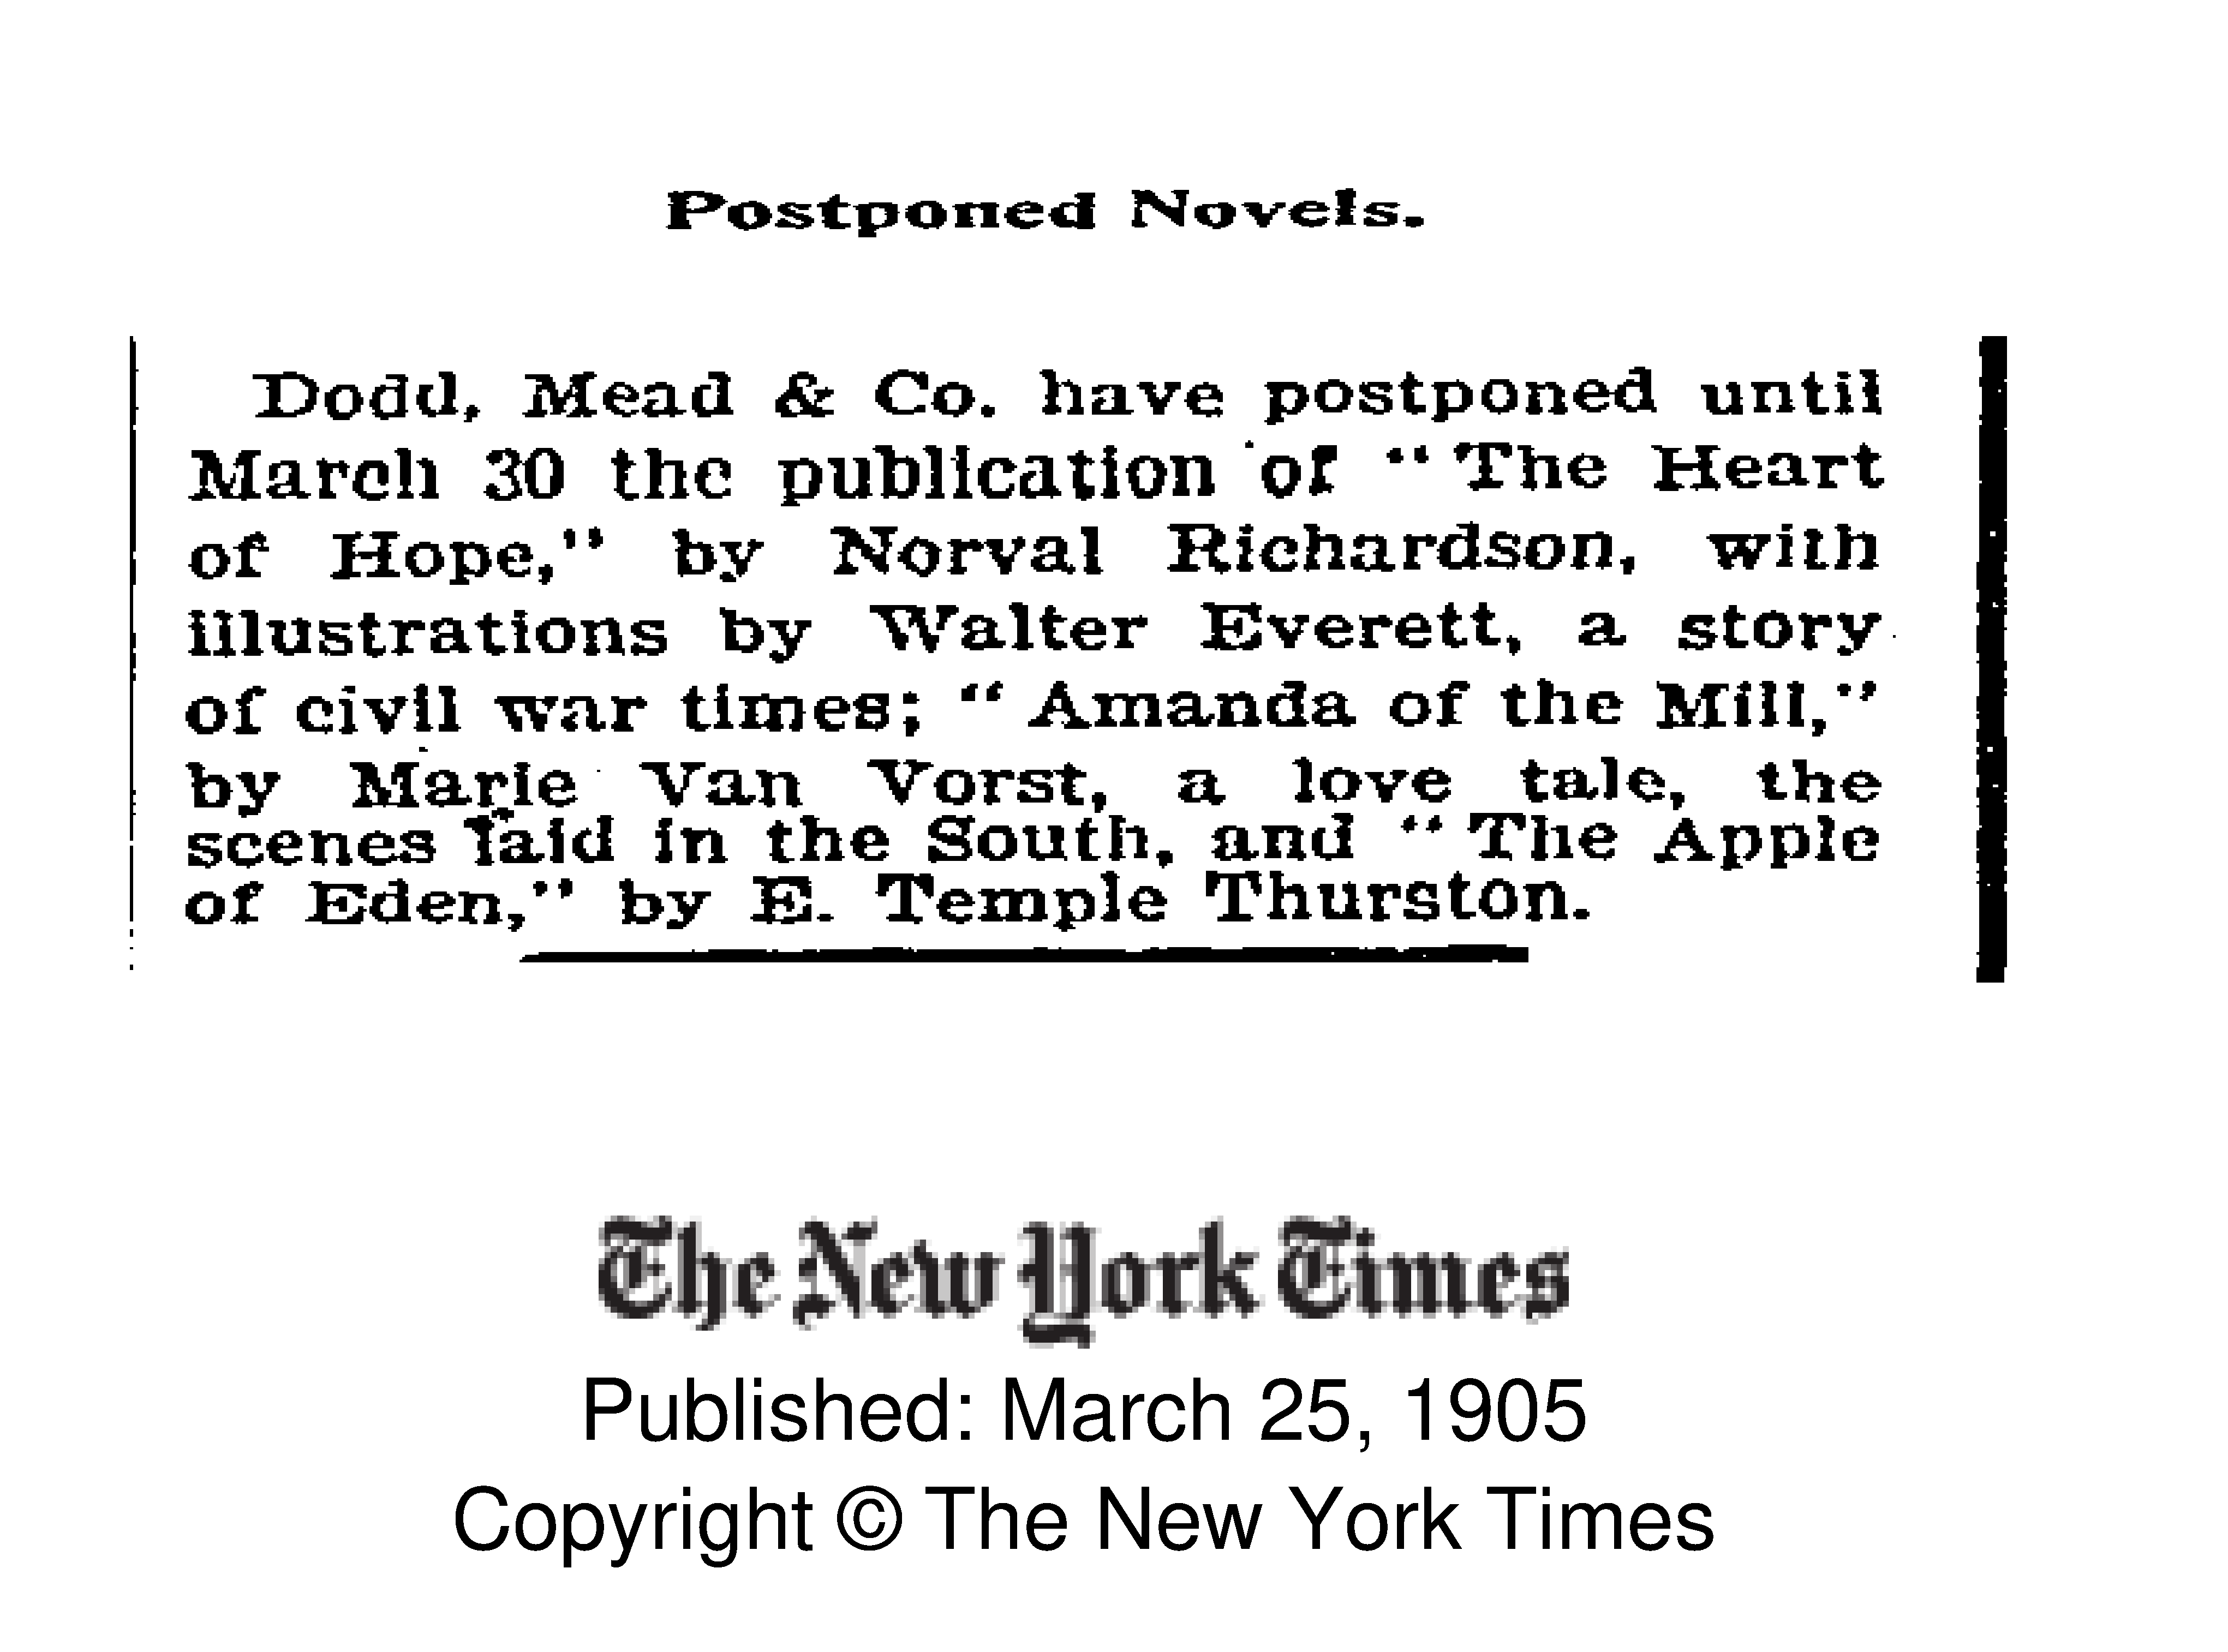 Postponed Novels.
Dodd, Mead & Co. have postponed until
March 30 the publication of "The Heart
of Hope," by Norval Richardson, with
illustrations by Walter Everett, a story
of civil war times; "Amanda of the Mill,"
by Marie Van Vorst, a love tale, the
scenes laid in the South, and "The Apple
of Eden," by E. Temple Thurston.
The New York Times
Published: March 25, 1905
Copyright © The New York Times